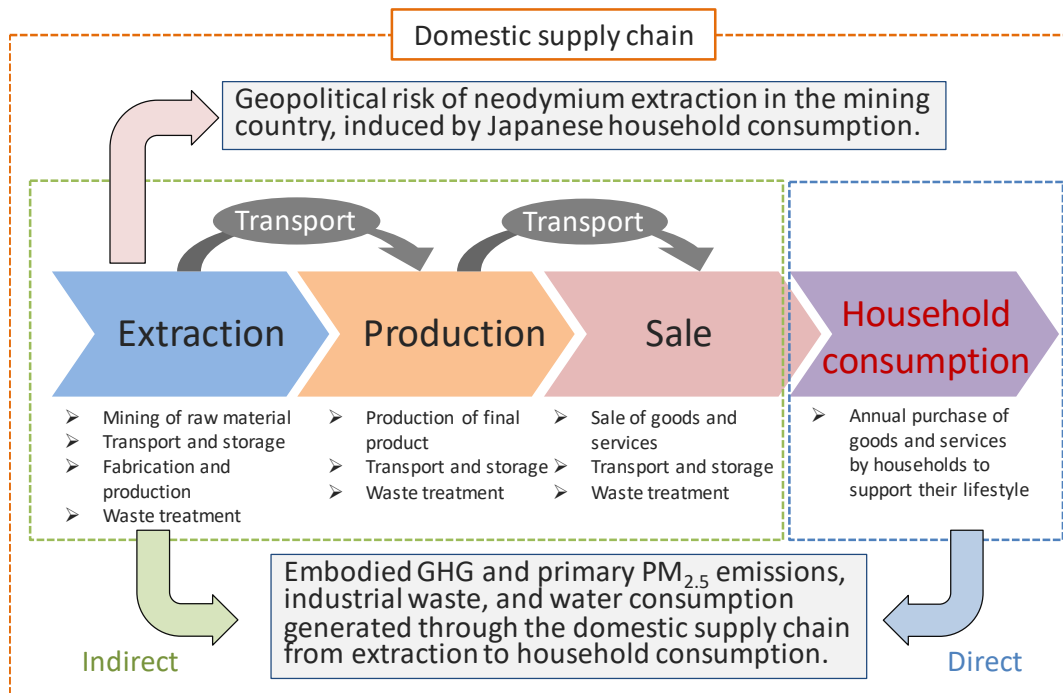 Domestic supply chain
Geopolitical risk of neodymium extraction in the mining
country, induced by Japanese household consumption.
Transport
Transport
Extraction
Production
Sale
Household
consumption
➢ Mining of raw material
➢ Transport and storage
➢ Fabrication and
production
➢ Waste treatment
➢ Production of final
product
➢ Transport and storage
➢ Waste treatment
➢ Sale of goods and
services
➢ Transport and storage
➢ Waste treatment
➢ Annual purchase of
goods and services
by households to
support their lifestyle
Embodied GHG and primary PM2.5 emissions,
industrial waste, and water consumption
generated through the domestic supply chain
from extraction to household consumption.
Indirect
Direct